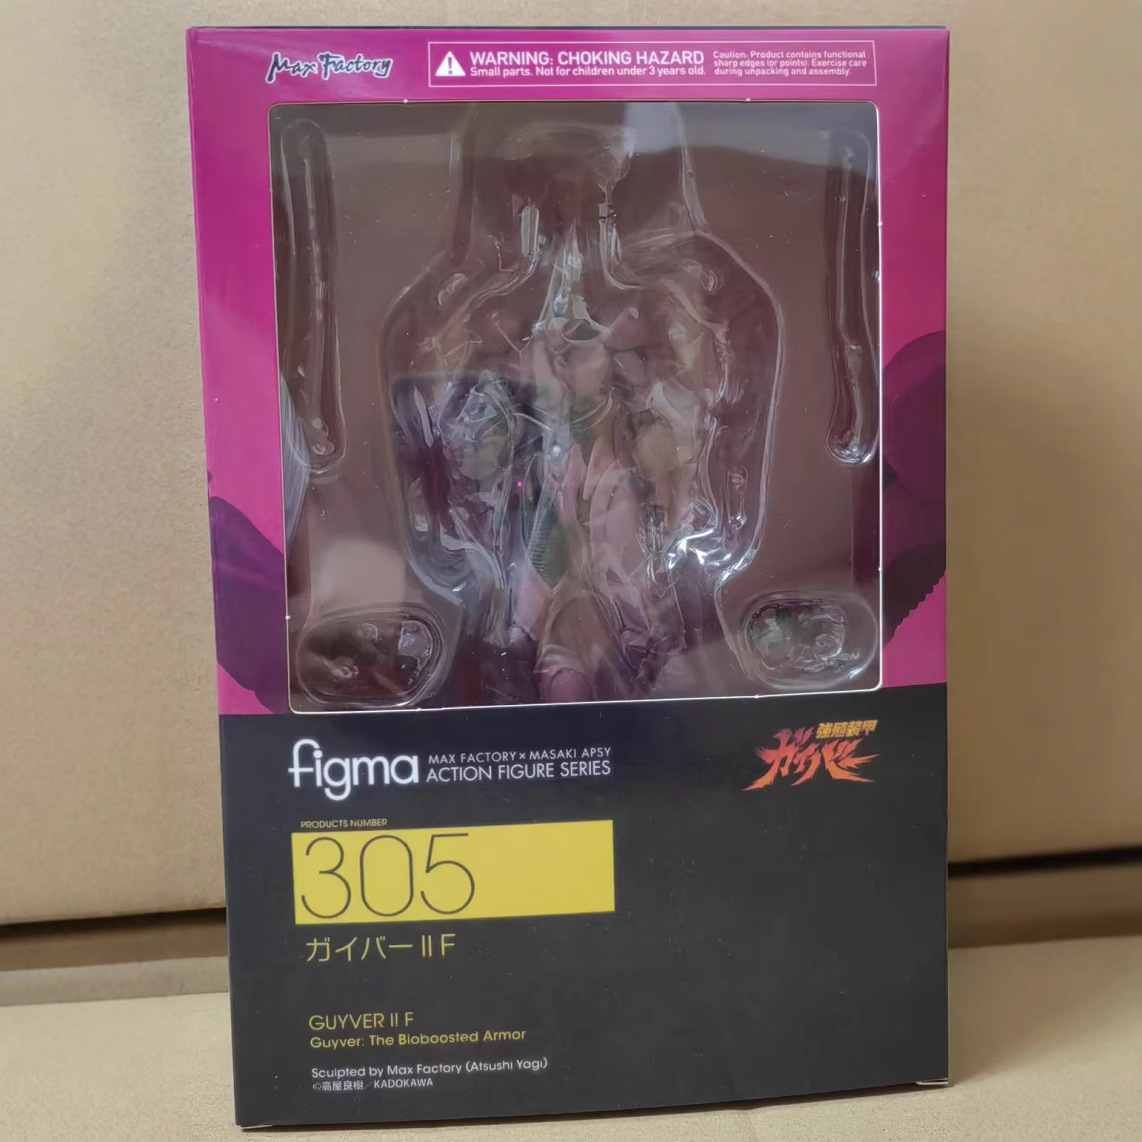 Max Factory
WARNING: CHOKING HAZARD
Small parts. Not for children under 3 years old.
Caution: Product contains functional
sharp edges (or points). Exercise care
during unpacking and assembly.
figma
MAX FACTORY × MASAKI APSY
ACTION FIGURE SERIES
強殖装甲
ガイバー
PRODUCTS NUMBER
305
ガイバーII F
GUYVER II F
Guyver: The Bioboosted Armor
Sculpted by Max Factory (Atsushi Yagi)
©高屋良樹／KADOKAWA